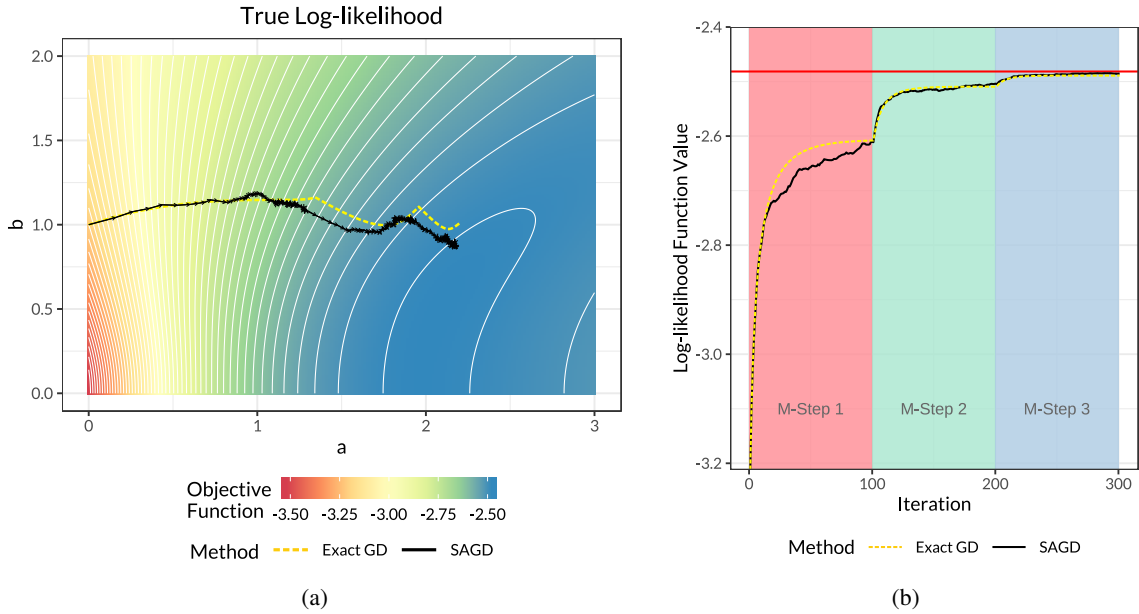 True Log-likelihood
2.0
1.5
1.0
0.5
0.0
b
0
1
2
3
a
Objective
Function
-3.50
-3.25
-3.00
-2.75
-2.50
Method
Exact GD
SAGD
(a)
-2.4
-2.6
-2.8
-3.0
-3.2
Log-likelihood Function Value
M-Step 1
M-Step 2
M-Step 3
0
100
200
300
Iteration
Method
Exact GD
SAGD
(b)